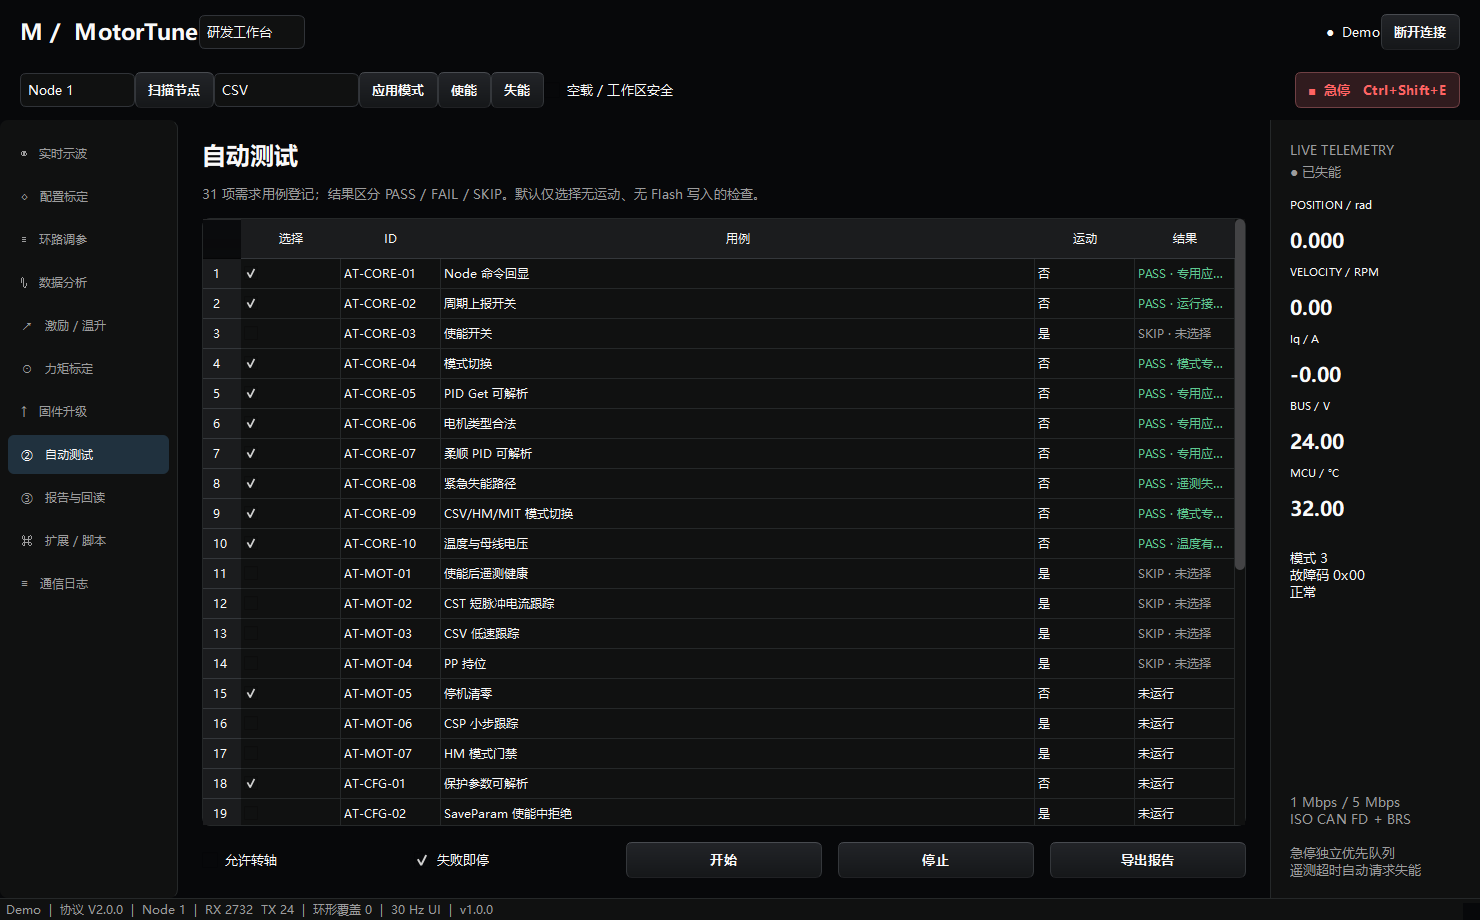 M / MotorTune 研发工作台 ● Demo 断开连接
Node 1 扫描节点 CSV 应用模式 使能 失能 空载 / 工作区安全 ■ 急停 Ctrl+Shift+E
实时示波
配置标定
环路调参
数据分析
激励 / 温升
力矩标定
固件升级
② 自动测试
③ 报告与回读
⌘ 扩展 / 脚本
通信日志
自动测试
31 项需求用例登记；结果区分 PASS / FAIL / SKIP。默认仅选择无运动、无 Flash 写入的检查。
选择 ID 用例 运动 结果
1 ✓ AT-CORE-01 Node 命令回显 否 PASS · 专用应...
2 ✓ AT-CORE-02 周期上报开关 否 PASS · 运行接...
3 AT-CORE-03 使能开关 是 SKIP · 未选择
4 ✓ AT-CORE-04 模式切换 否 PASS · 模式专...
5 ✓ AT-CORE-05 PID Get 可解析 否 PASS · 专用应...
6 ✓ AT-CORE-06 电机类型合法 否 PASS · 专用应...
7 ✓ AT-CORE-07 柔顺 PID 可解析 否 PASS · 专用应...
8 ✓ AT-CORE-08 紧急失能路径 否 PASS · 遥测失...
9 ✓ AT-CORE-09 CSV/HM/MIT 模式切换 否 PASS · 模式专...
10 ✓ AT-CORE-10 温度与母线电压 否 PASS · 温度有...
11 AT-MOT-01 使能后遥测健康 是 SKIP · 未选择
12 AT-MOT-02 CST 短脉冲电流跟踪 是 SKIP · 未选择
13 AT-MOT-03 CSV 低速跟踪 是 SKIP · 未选择
14 AT-MOT-04 PP 持位 是 SKIP · 未选择
15 ✓ AT-MOT-05 停机清零 否 未运行
16 AT-MOT-06 CSP 小步跟踪 是 未运行
17 AT-MOT-07 HM 模式门禁 是 未运行
18 ✓ AT-CFG-01 保护参数可解析 否 未运行
19 AT-CFG-02 SaveParam 使能中拒绝 是 未运行
允许转轴 ✓ 失败即停 开始 停止 导出报告
LIVE TELEMETRY
● 已失能
POSITION / rad
0.000
VELOCITY / RPM
0.00
Iq / A
-0.00
BUS / V
24.00
MCU / °C
32.00
模式 3
故障码 0x00
正常
1 Mbps / 5 Mbps
ISO CAN FD + BRS
急停独立优先队列
遥测超时自动请求失能
Demo | 协议 V2.0.0 | Node 1 | RX 2732 TX 24 | 环形覆盖 0 | 30 Hz UI | v1.0.0